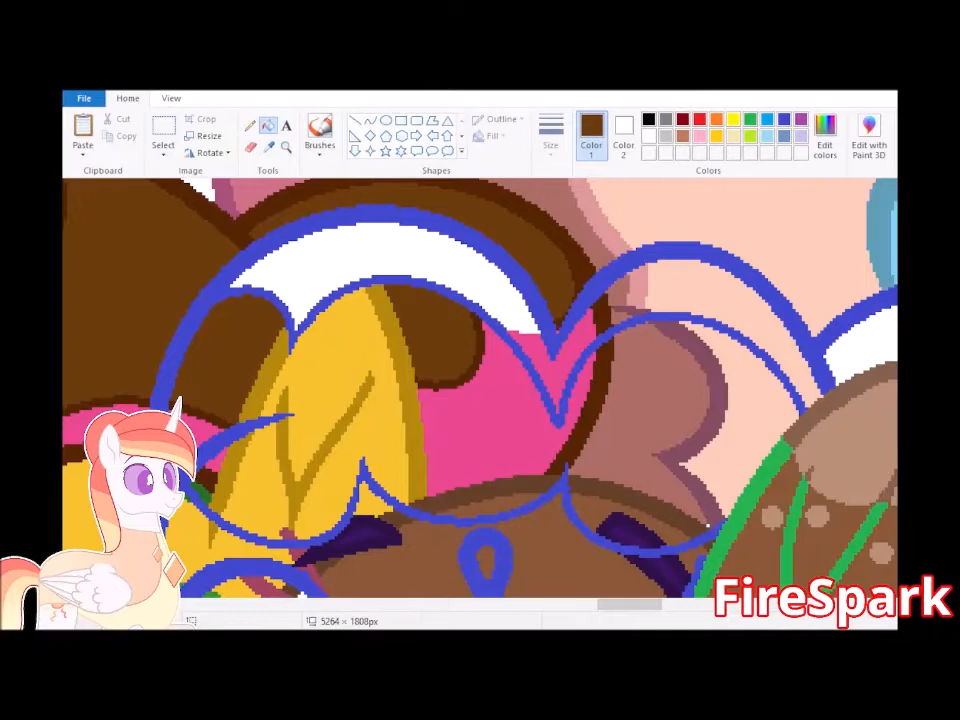 File Home View
Cut
Copy
Paste
Clipboard
Select
Crop
Resize
Rotate
Image
A
Tools
Brushes
Outline
Fill
Shapes
Size
Color 1
Color 2
Edit colors
Colors
Edit with Paint 3D
FireSpark
5264 × 1808px